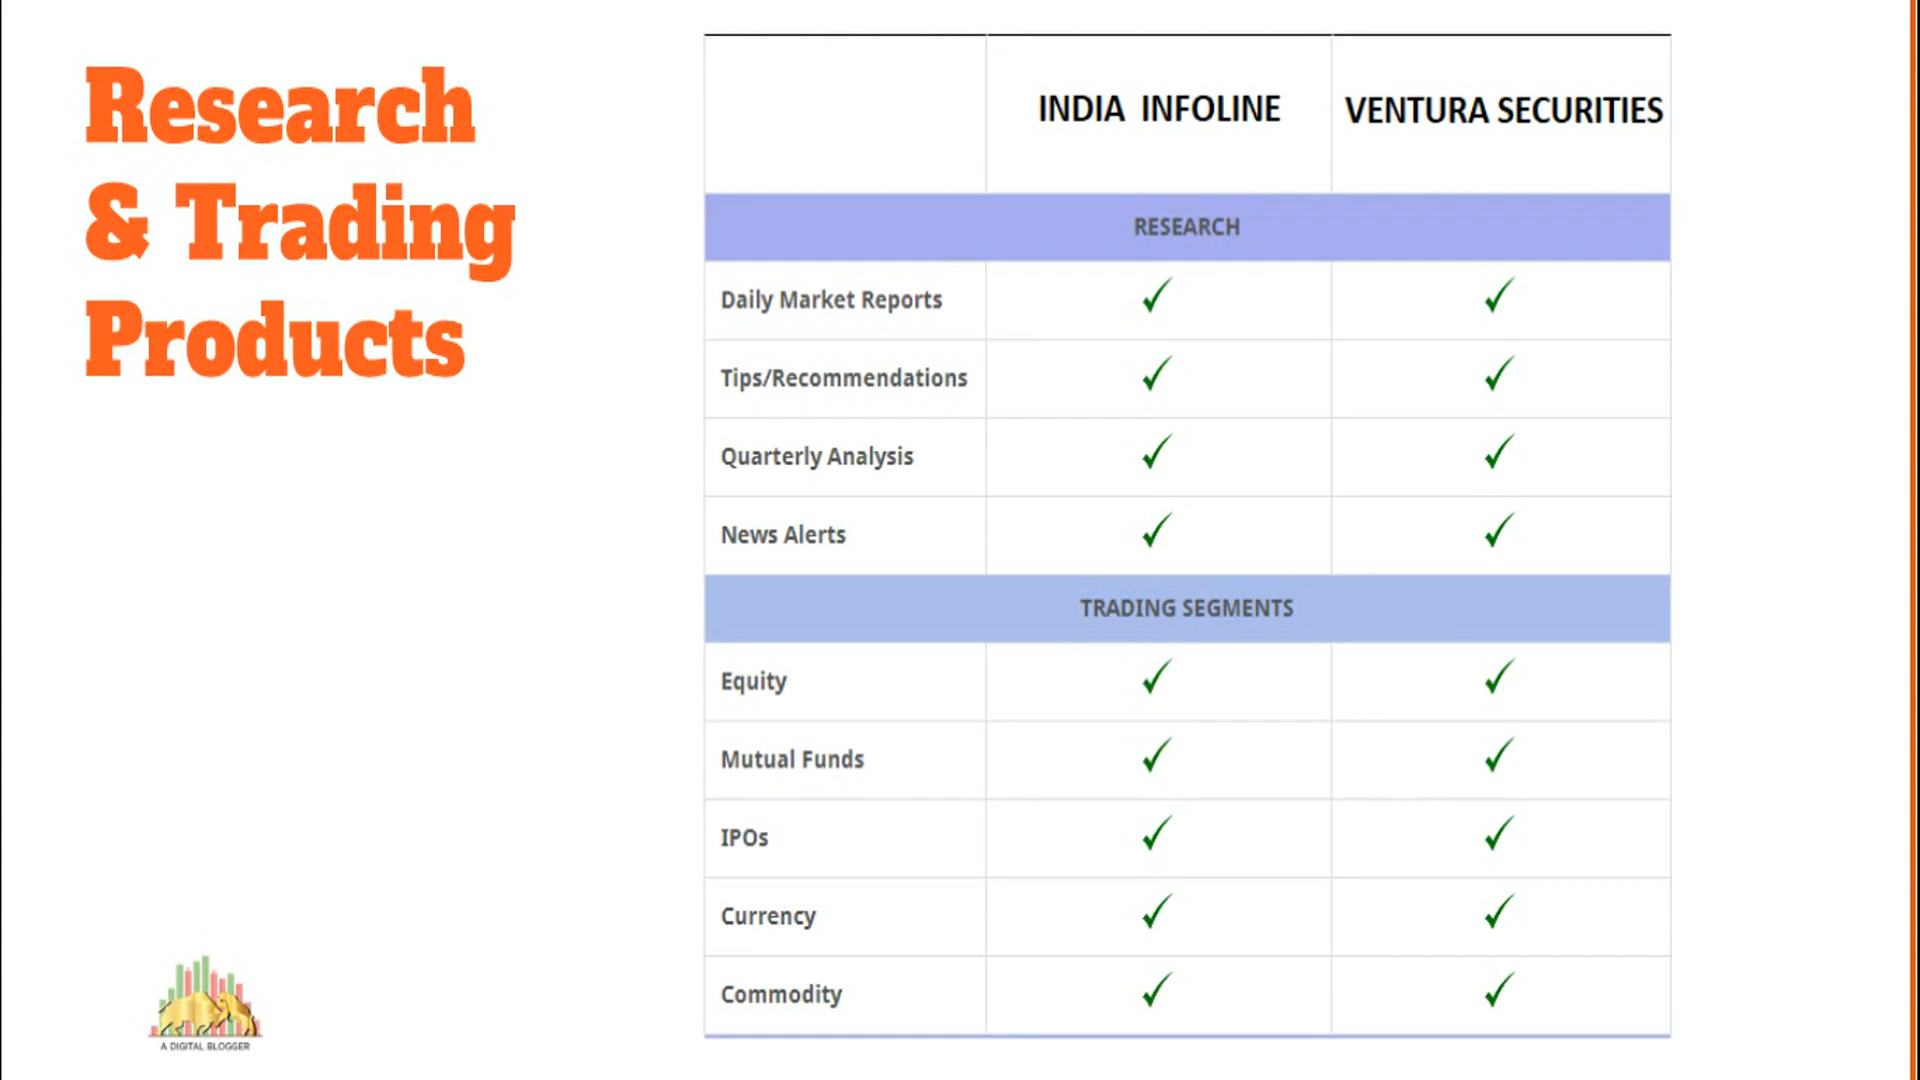 Research
& Trading
Products
INDIA INFOLINE VENTURA SECURITIES
RESEARCH
Daily Market Reports ✓ ✓
Tips/Recommendations ✓ ✓
Quarterly Analysis ✓ ✓
News Alerts ✓ ✓
TRADING SEGMENTS
Equity ✓ ✓
Mutual Funds ✓ ✓
IPOs ✓ ✓
Currency ✓ ✓
Commodity ✓ ✓
A DIGITAL BLOGGER